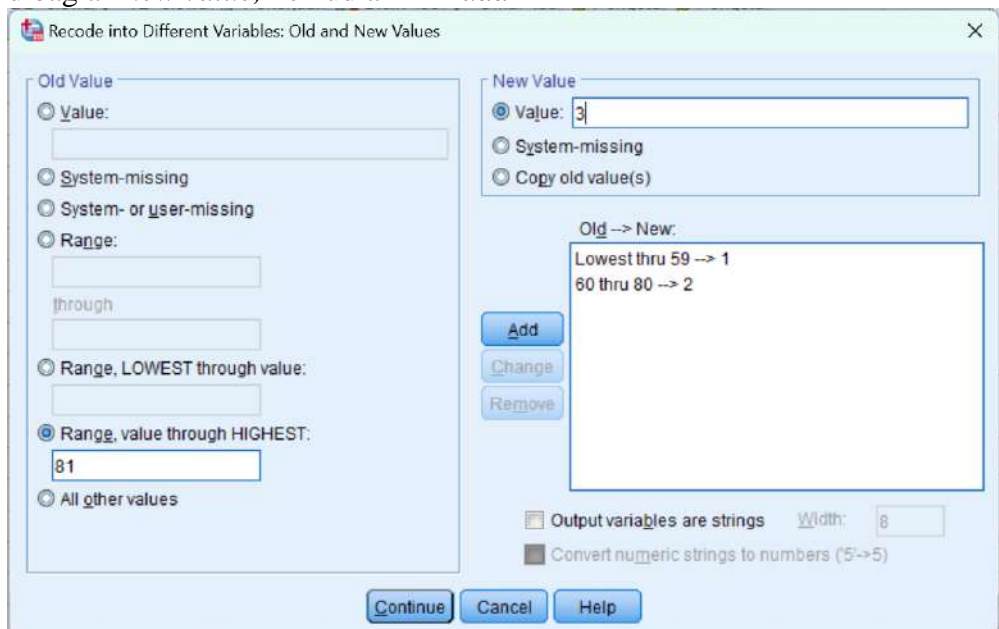 Recode into Different Variables: Old and New Values
Old Value
Value:
System-missing
System- or user-missing
Range:
through
Range, LOWEST through value:
Range, value through HIGHEST:
81
All other values
New Value
Value: 3
System-missing
Copy old value(s)
Old --> New:
Lowest thru 59 --> 1
60 thru 80 --> 2
Add
Change
Remove
Output variables are strings Width: 8
Convert numeric strings to numbers ('5'->5)
Continue Cancel Help